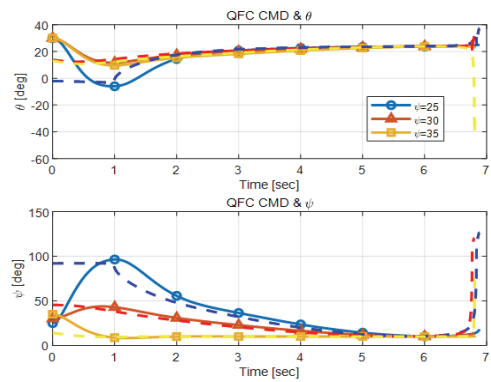 QFC CMD & θ
40
20
0
-20
-40
-60
θ [deg]
ψ=25
ψ=30
ψ=35
0 1 2 3 4 5 6 7
Time [sec]
QFC CMD & ψ
150
100
50
0
ψ [deg]
0 1 2 3 4 5 6 7
Time [sec]